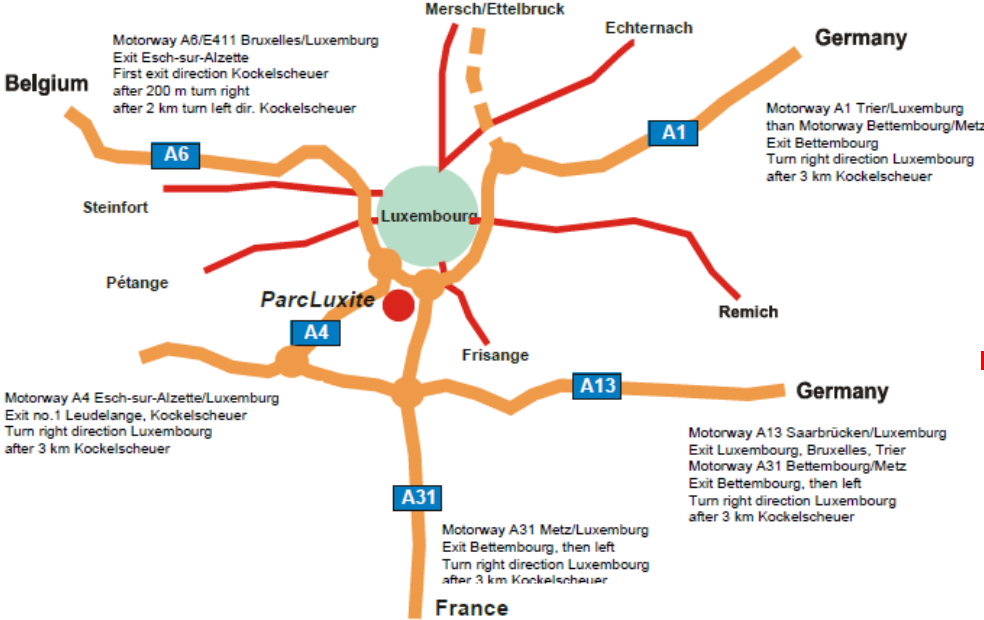 Mersch/Ettelbruck
Echternach
Germany
Motorway A6/E411 Bruxelles/Luxemburg
Exit Esch-sur-Alzette
First exit direction Kockelscheuer
after 200 m turn right
after 2 km turn left dir. Kockelscheuer
Belgium
Motorway A1 Trier/Luxemburg
than Motorway Bettembourg/Metz
Exit Bettembourg
Turn right direction Luxembourg
after 3 km Kockelscheuer
A1
A6
Steinfort
Luxembourg
Pétange
ParcLuxite
Remich
A4
Frisange
A13
Germany
Motorway A4 Esch-sur-Alzette/Luxemburg
Exit no.1 Leudelange, Kockelscheuer
Turn right direction Luxembourg
after 3 km Kockelscheuer
Motorway A13 Saarbrücken/Luxemburg
Exit Luxembourg, Bruxelles, Trier
Motorway A31 Bettembourg/Metz
Exit Bettembourg, then left
Turn right direction Luxembourg
after 3 km Kockelscheuer
A31
Motorway A31 Metz/Luxemburg
Exit Bettembourg, then left
Turn right direction Luxembourg
after 3 km Kockelscheuer
France